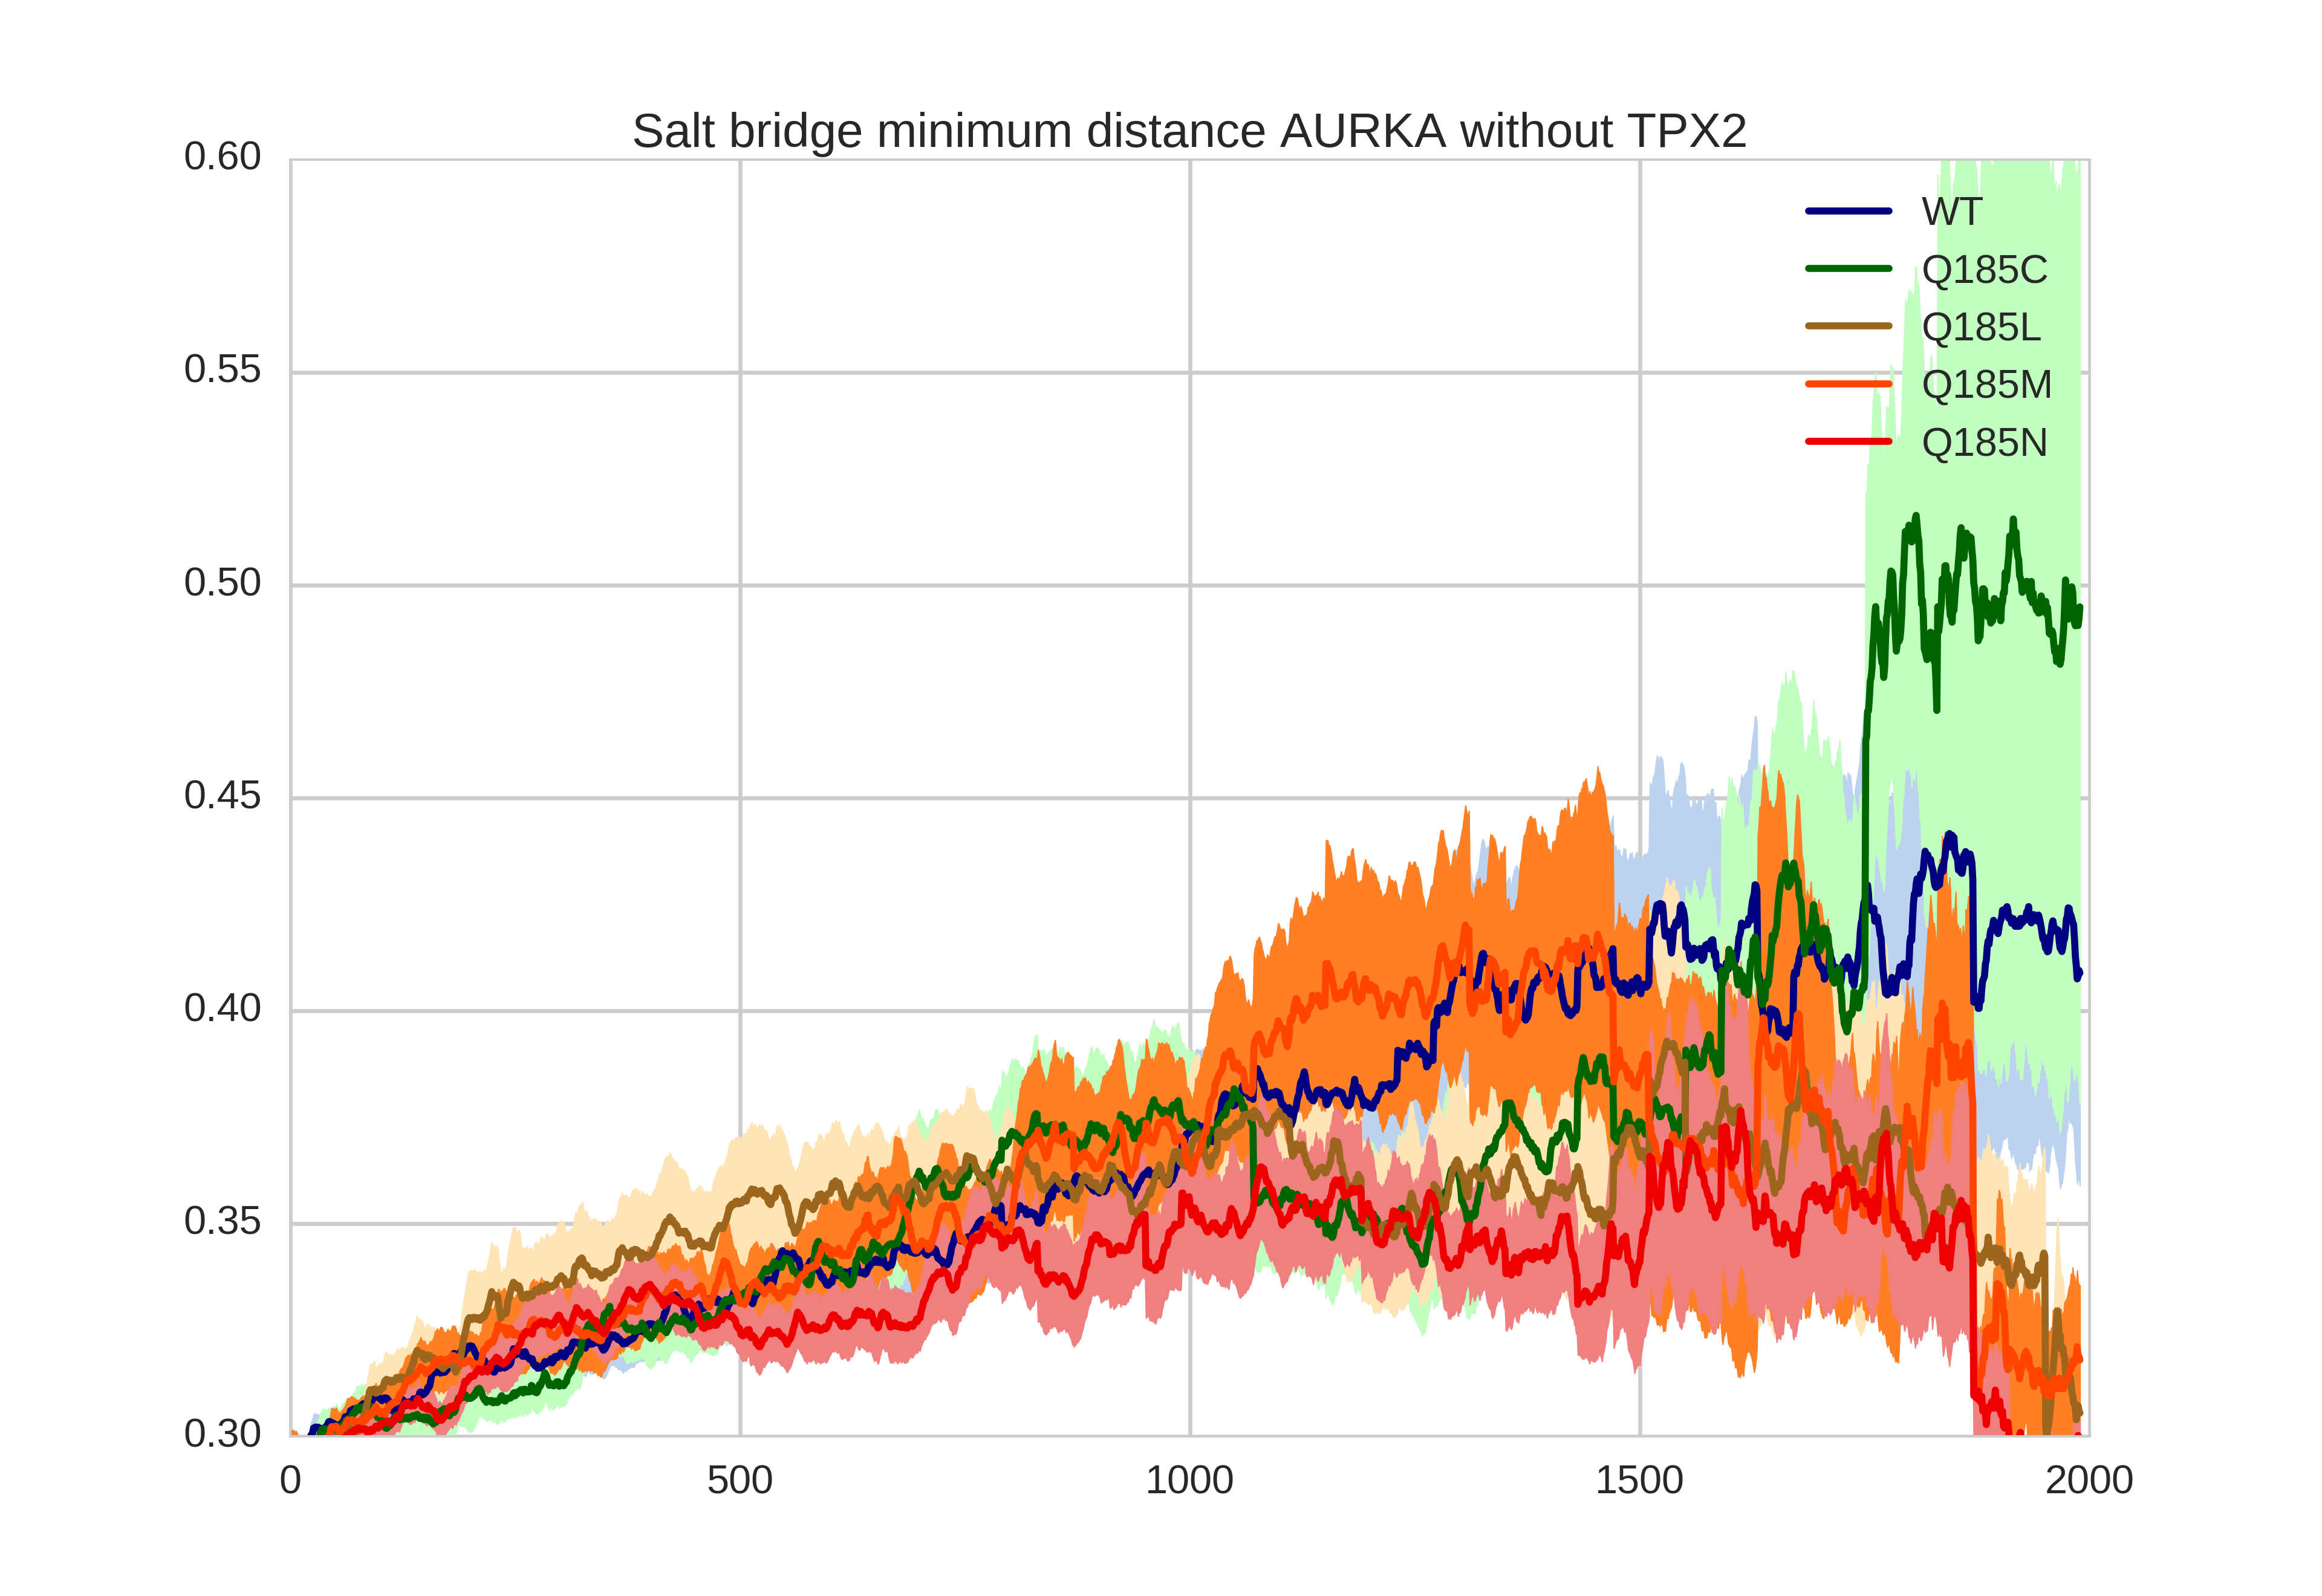 Salt bridge minimum distance AURKA without TPX2
0.60
0.55
0.50
0.45
0.40
0.35
0.30
WT
Q185C
Q185L
Q185M
Q185N
0 500 1000 1500 2000